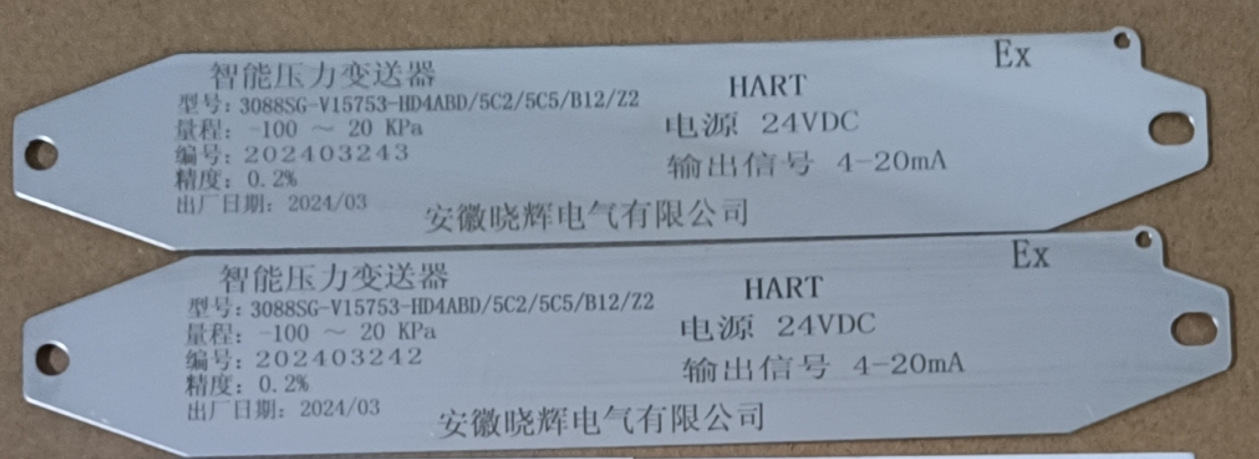 Ex
智能压力变送器
HART
型号: 3088SG-V15753-HD4ABD/5C2/5C5/B12/Z2
量程: -100 ～ 20 KPa
电源 24VDC
编号: 202403243
输出信号 4-20mA
精度: 0.2%
出厂日期: 2024/03
安徽晓辉电气有限公司
Ex
智能压力变送器
HART
型号: 3088SG-V15753-HD4ABD/5C2/5C5/B12/Z2
量程: -100 ～ 20 KPa
电源 24VDC
编号: 202403242
输出信号 4-20mA
精度: 0.2%
出厂日期: 2024/03
安徽晓辉电气有限公司